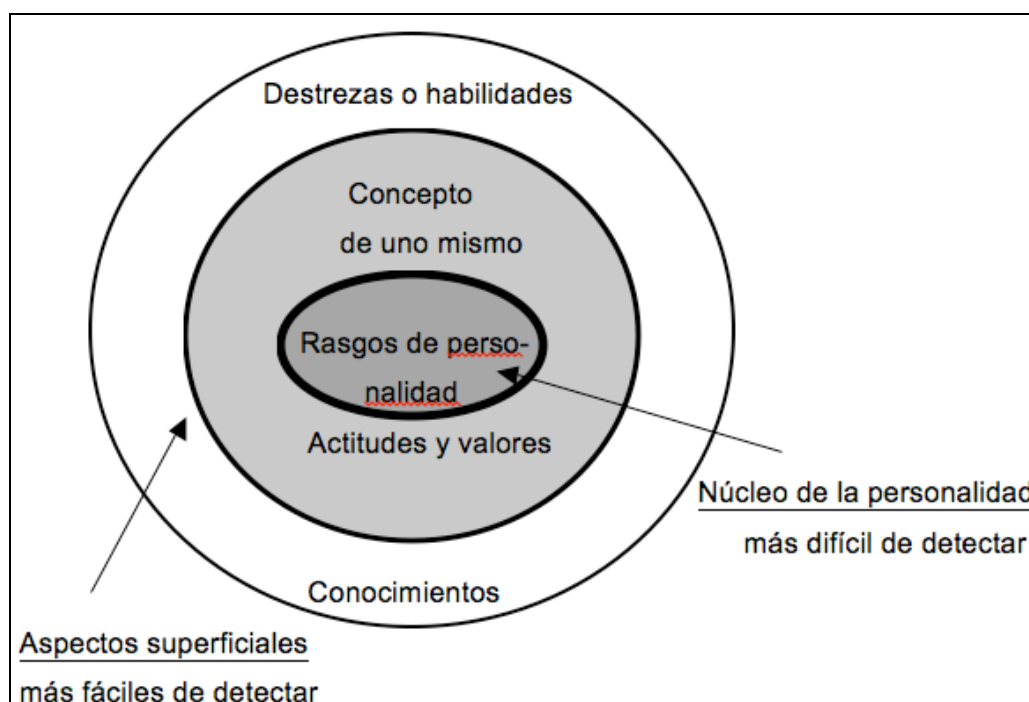 Destrezas o habilidades
Concepto
de uno mismo
Rasgos de perso-
nalidad
Actitudes y valores
Núcleo de la personalidad
más difícil de detectar
Conocimientos
Aspectos superficiales
más fáciles de detectar